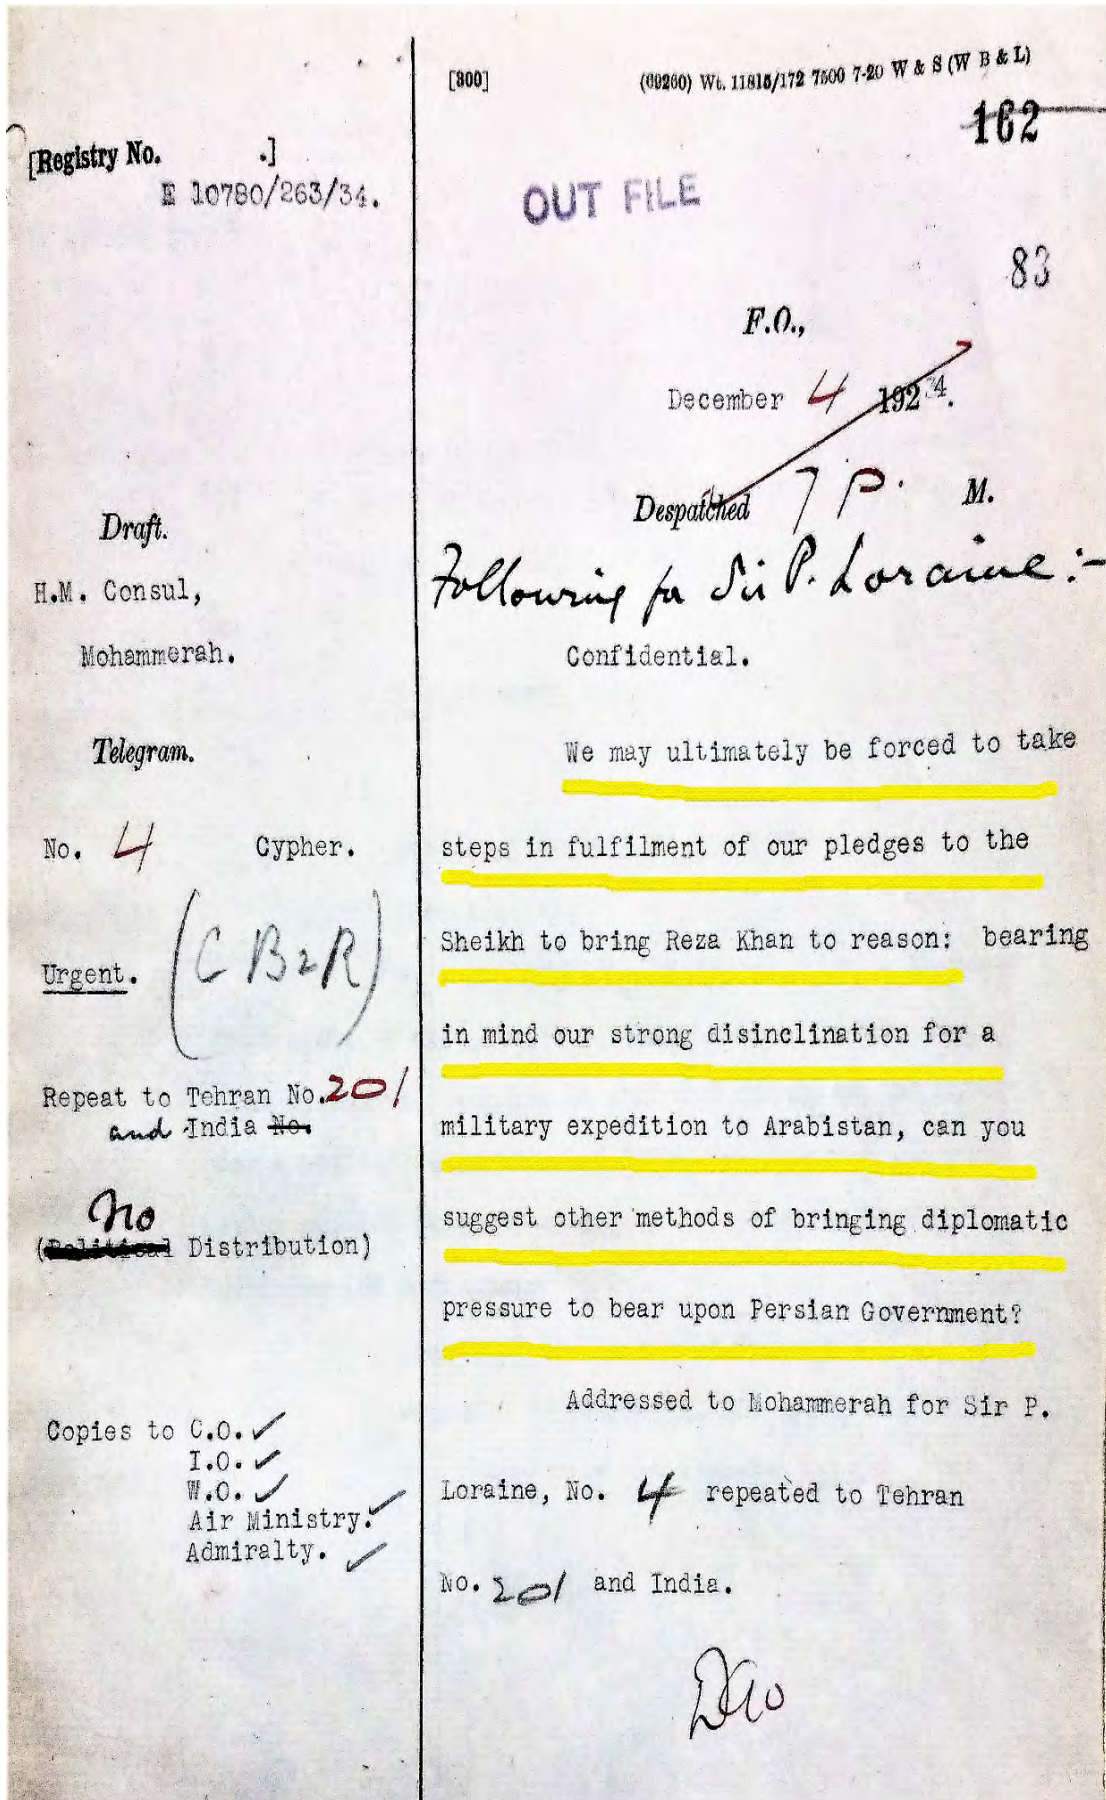 [800]
(69260) Wt. 11815/172 7500 7-20 W & S (W B & L)
162
[Registry No. .]
E 10780/263/34.
OUT FILE
83
F.O.,
December 4 1924.
Despatched 7 P. M.
Draft.
H.M. Consul,
Mohammerah.
Telegram.
No. 4 Cypher.
Urgent.
Repeat to Tehran No. 201
and India No.
No
(Political Distribution)
Copies to C.O.
I.O.
W.O.
Air Ministry.
Admiralty.
Following for Sir P. Loraine:-
Confidential.
We may ultimately be forced to take
steps in fulfilment of our pledges to the
Sheikh to bring Reza Khan to reason: bearing
in mind our strong disinclination for a
military expedition to Arabistan, can you
suggest other methods of bringing diplomatic
pressure to bear upon Persian Government?
Addressed to Mohammerah for Sir P.
Loraine, No. 4 repeated to Tehran
No. 201 and India.